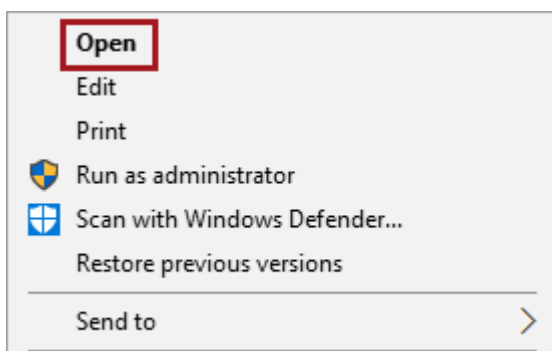 Open
Edit
Print
Run as administrator
Scan with Windows Defender...
Restore previous versions
Send to